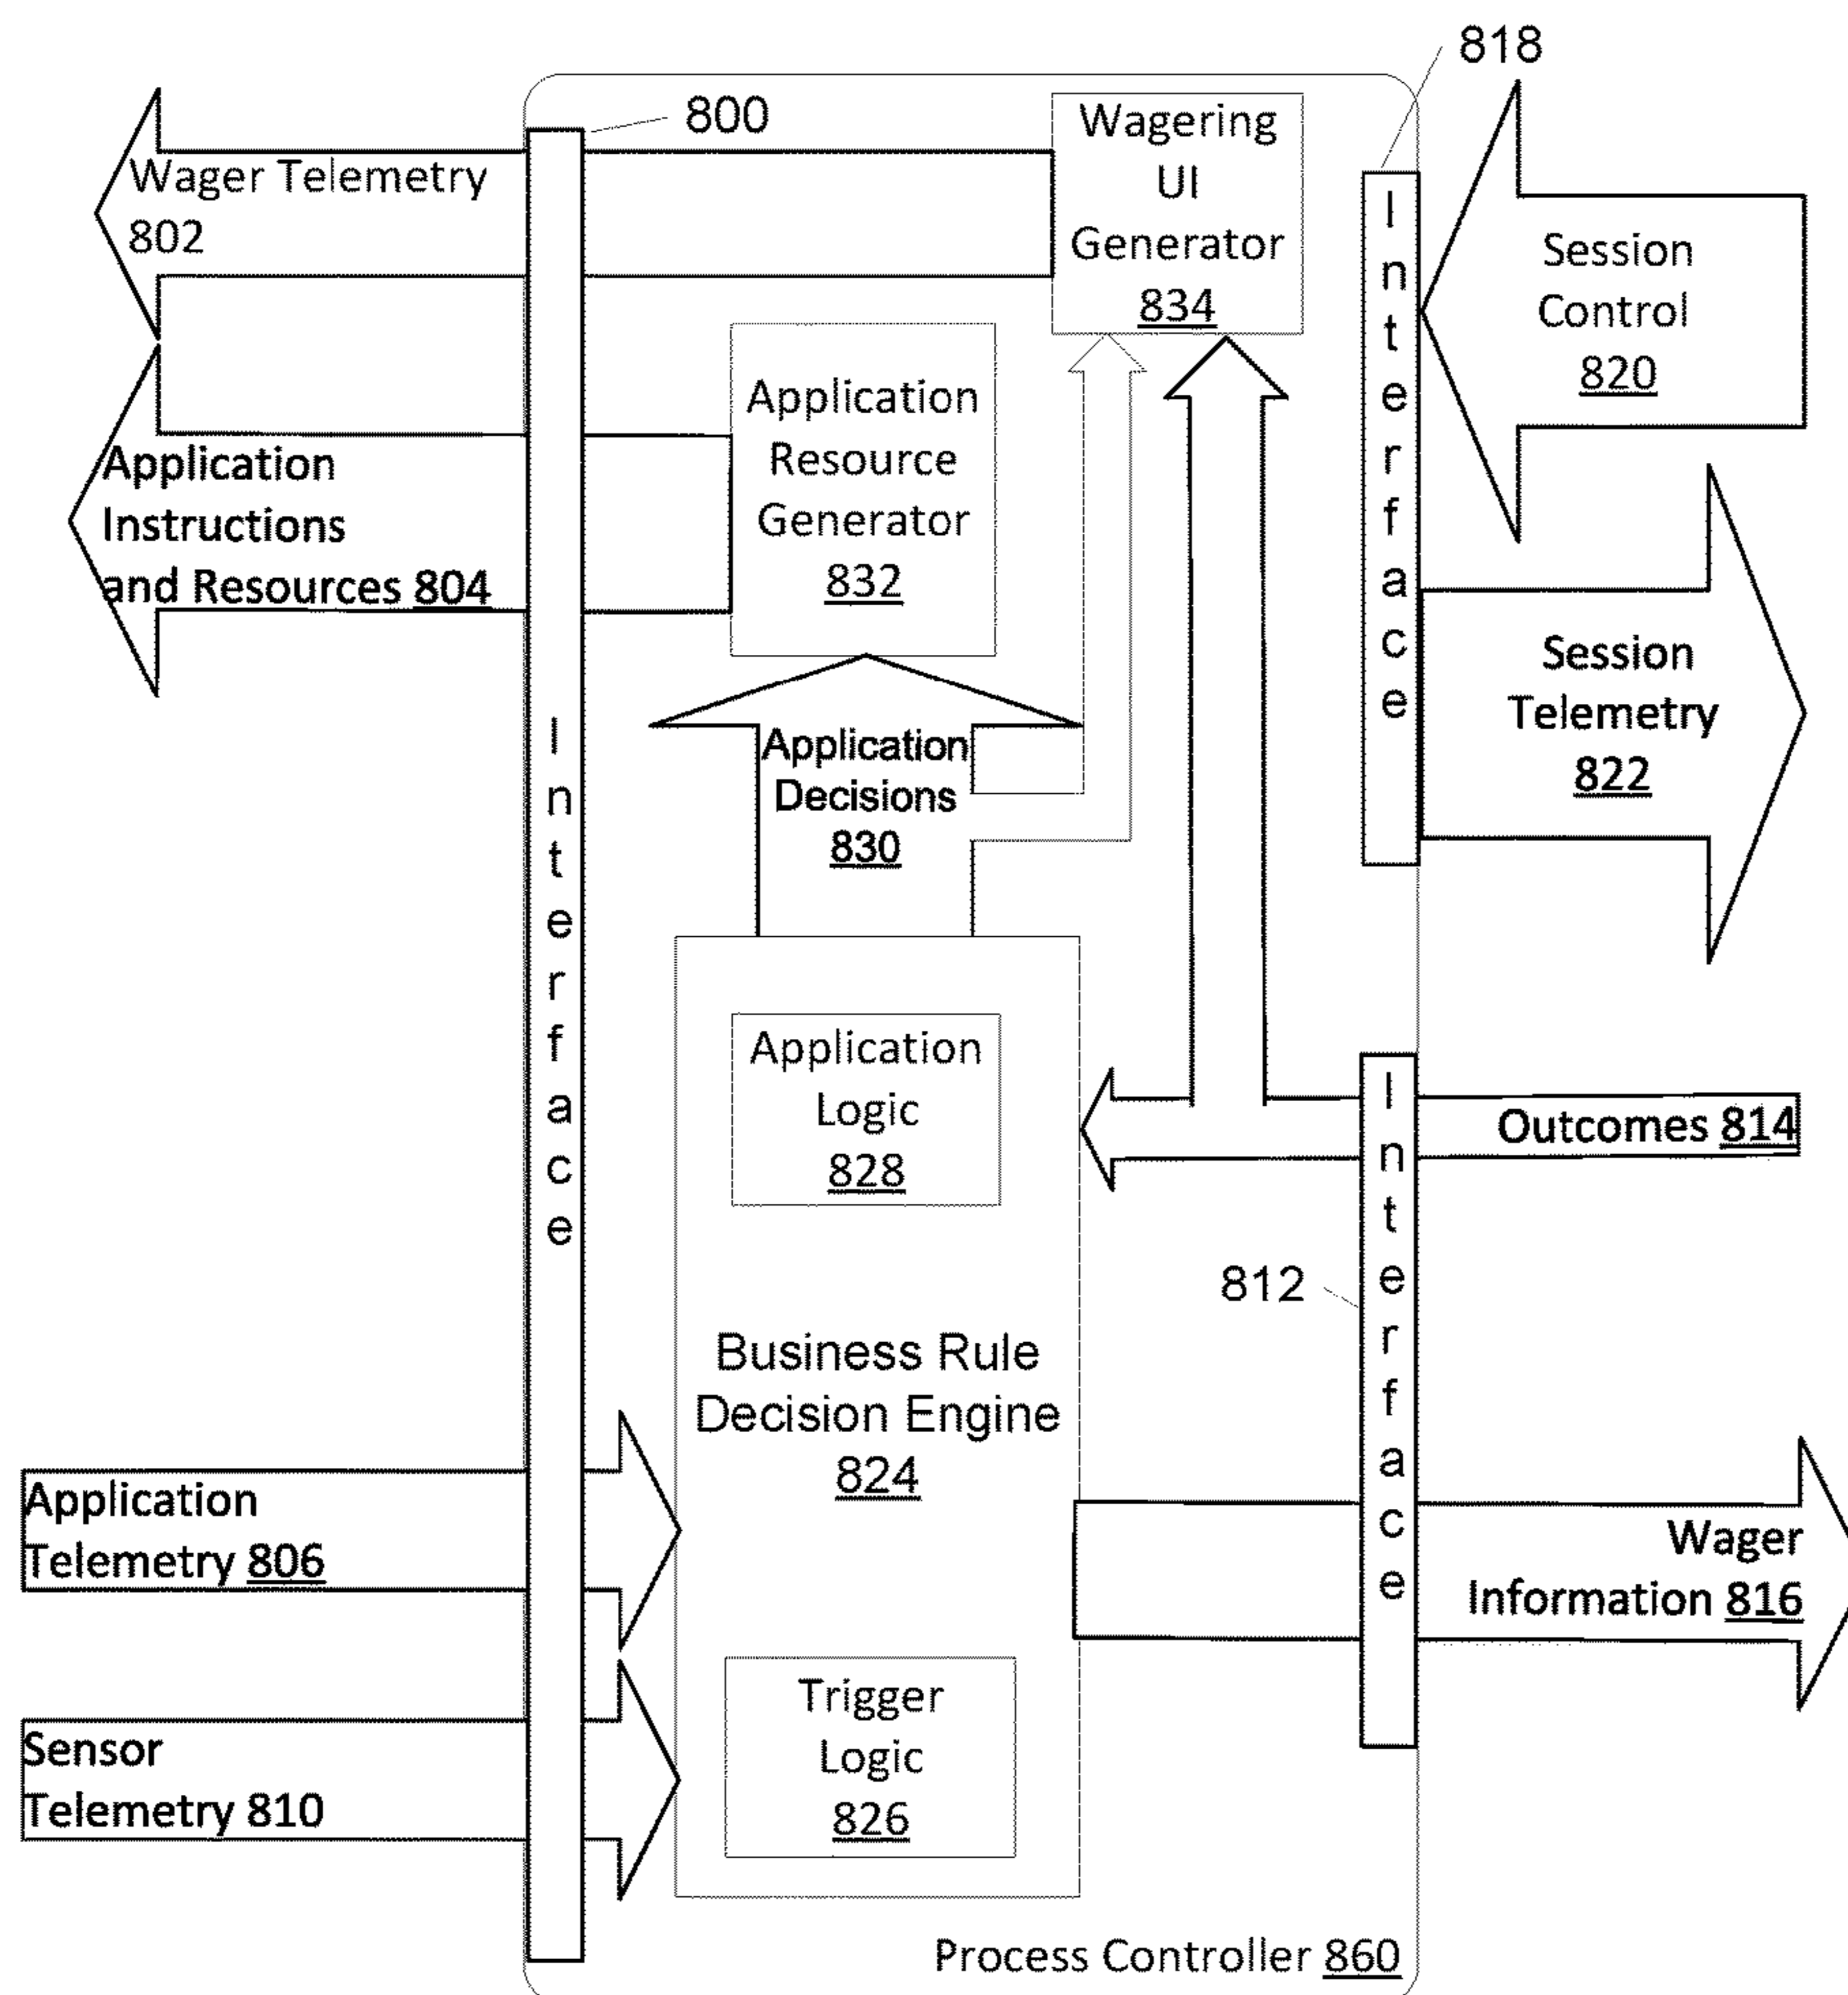 818
800
Wager Telemetry
802
Wagering
UI
Generator
834
Interface
Session
Control
820
Application
Resource
Generator
832
Application
Instructions
and Resources 804
Session
Telemetry
822
Application
Decisions
830
Interface
Application
Logic
828
Outcomes 814
812
Interface
Business Rule
Decision Engine
824
Application
Telemetry 806
Wager
Information 816
Trigger
Logic
826
Sensor
Telemetry 810
Process Controller 860